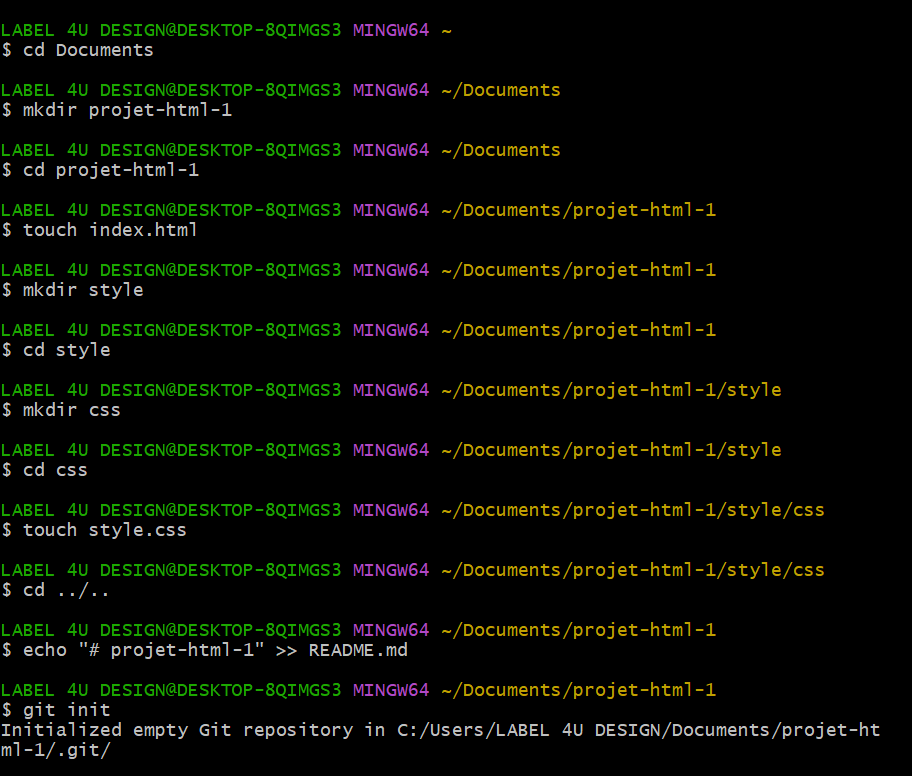 LABEL 4U DESIGN@DESKTOP-8QIMGS3 MINGW64 ~
$ cd Documents
LABEL 4U DESIGN@DESKTOP-8QIMGS3 MINGW64 ~/Documents
$ mkdir projet-html-1
LABEL 4U DESIGN@DESKTOP-8QIMGS3 MINGW64 ~/Documents
$ cd projet-html-1
LABEL 4U DESIGN@DESKTOP-8QIMGS3 MINGW64 ~/Documents/projet-html-1
$ touch index.html
LABEL 4U DESIGN@DESKTOP-8QIMGS3 MINGW64 ~/Documents/projet-html-1
$ mkdir style
LABEL 4U DESIGN@DESKTOP-8QIMGS3 MINGW64 ~/Documents/projet-html-1
$ cd style
LABEL 4U DESIGN@DESKTOP-8QIMGS3 MINGW64 ~/Documents/projet-html-1/style
$ mkdir css
LABEL 4U DESIGN@DESKTOP-8QIMGS3 MINGW64 ~/Documents/projet-html-1/style
$ cd css
LABEL 4U DESIGN@DESKTOP-8QIMGS3 MINGW64 ~/Documents/projet-html-1/style/css
$ touch style.css
LABEL 4U DESIGN@DESKTOP-8QIMGS3 MINGW64 ~/Documents/projet-html-1/style/css
$ cd ../..
LABEL 4U DESIGN@DESKTOP-8QIMGS3 MINGW64 ~/Documents/projet-html-1
$ echo "# projet-html-1" >> README.md
LABEL 4U DESIGN@DESKTOP-8QIMGS3 MINGW64 ~/Documents/projet-html-1
$ git init
Initialized empty Git repository in C:/Users/LABEL 4U DESIGN/Documents/projet-ht
ml-1/.git/